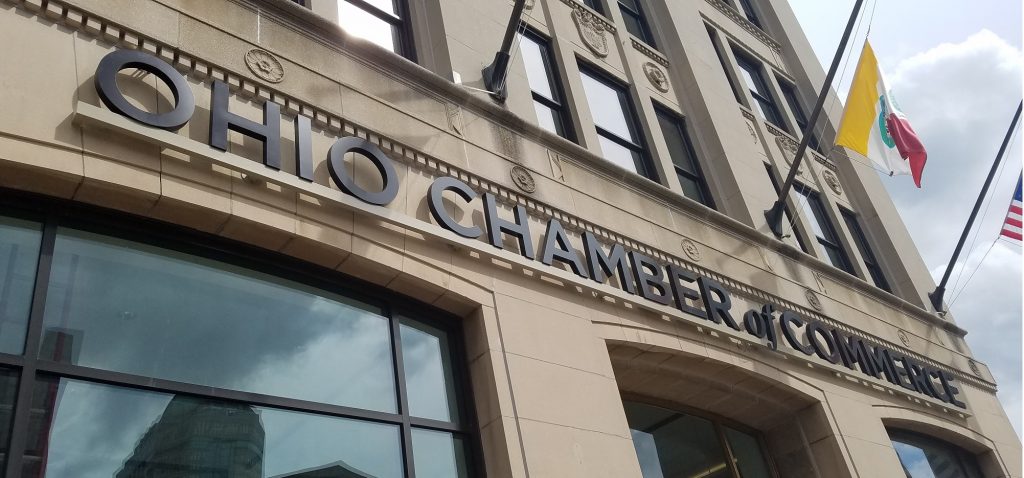 OHIO CHAMBER of COMMERCE